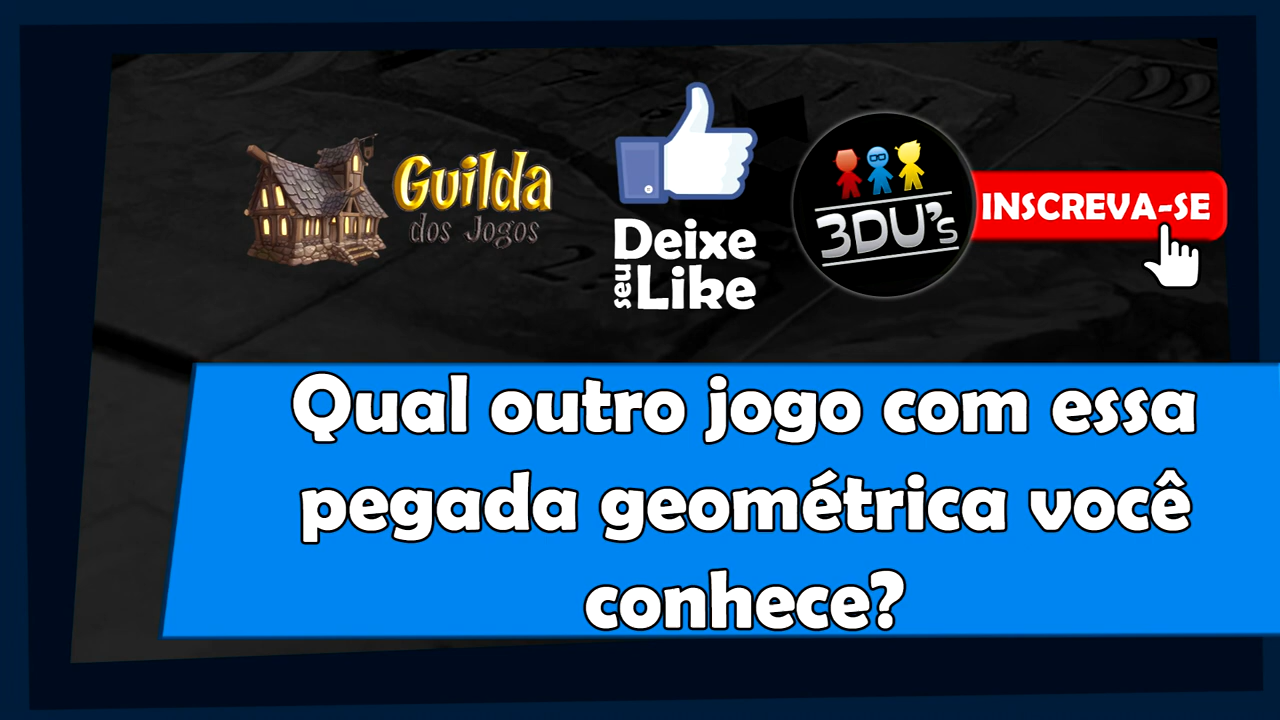 Guilda
dos Jogos
Deixe
seu Like
3DU's
INSCREVA-SE
Qual outro jogo com essa
pegada geométrica você
conhece?